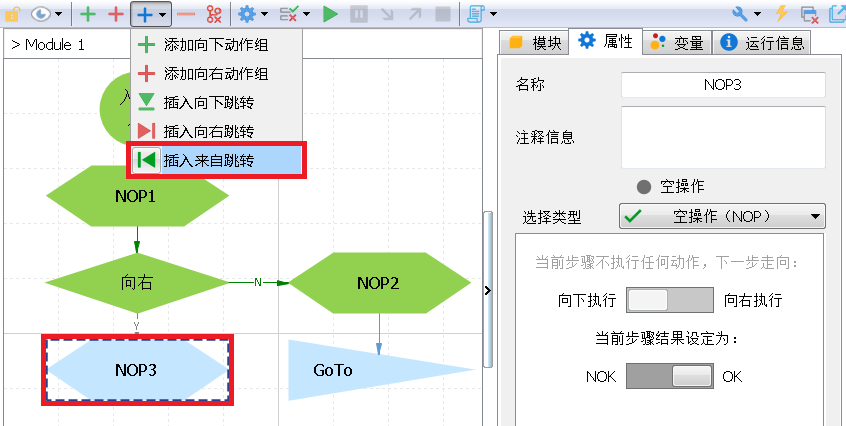 > Module 1
添加向下动作组
添加向右动作组
插入向下跳转
插入向右跳转
插入来自跳转
NOP1
向右
N
NOP2
Y
NOP3
GoTo
模块
属性
变量
运行信息
名称
NOP3
注释信息
空操作
选择类型
空操作（NOP）
当前步骤不执行任何动作，下一步走向：
向下执行
向右执行
当前步骤结果设定为：
NOK
OK